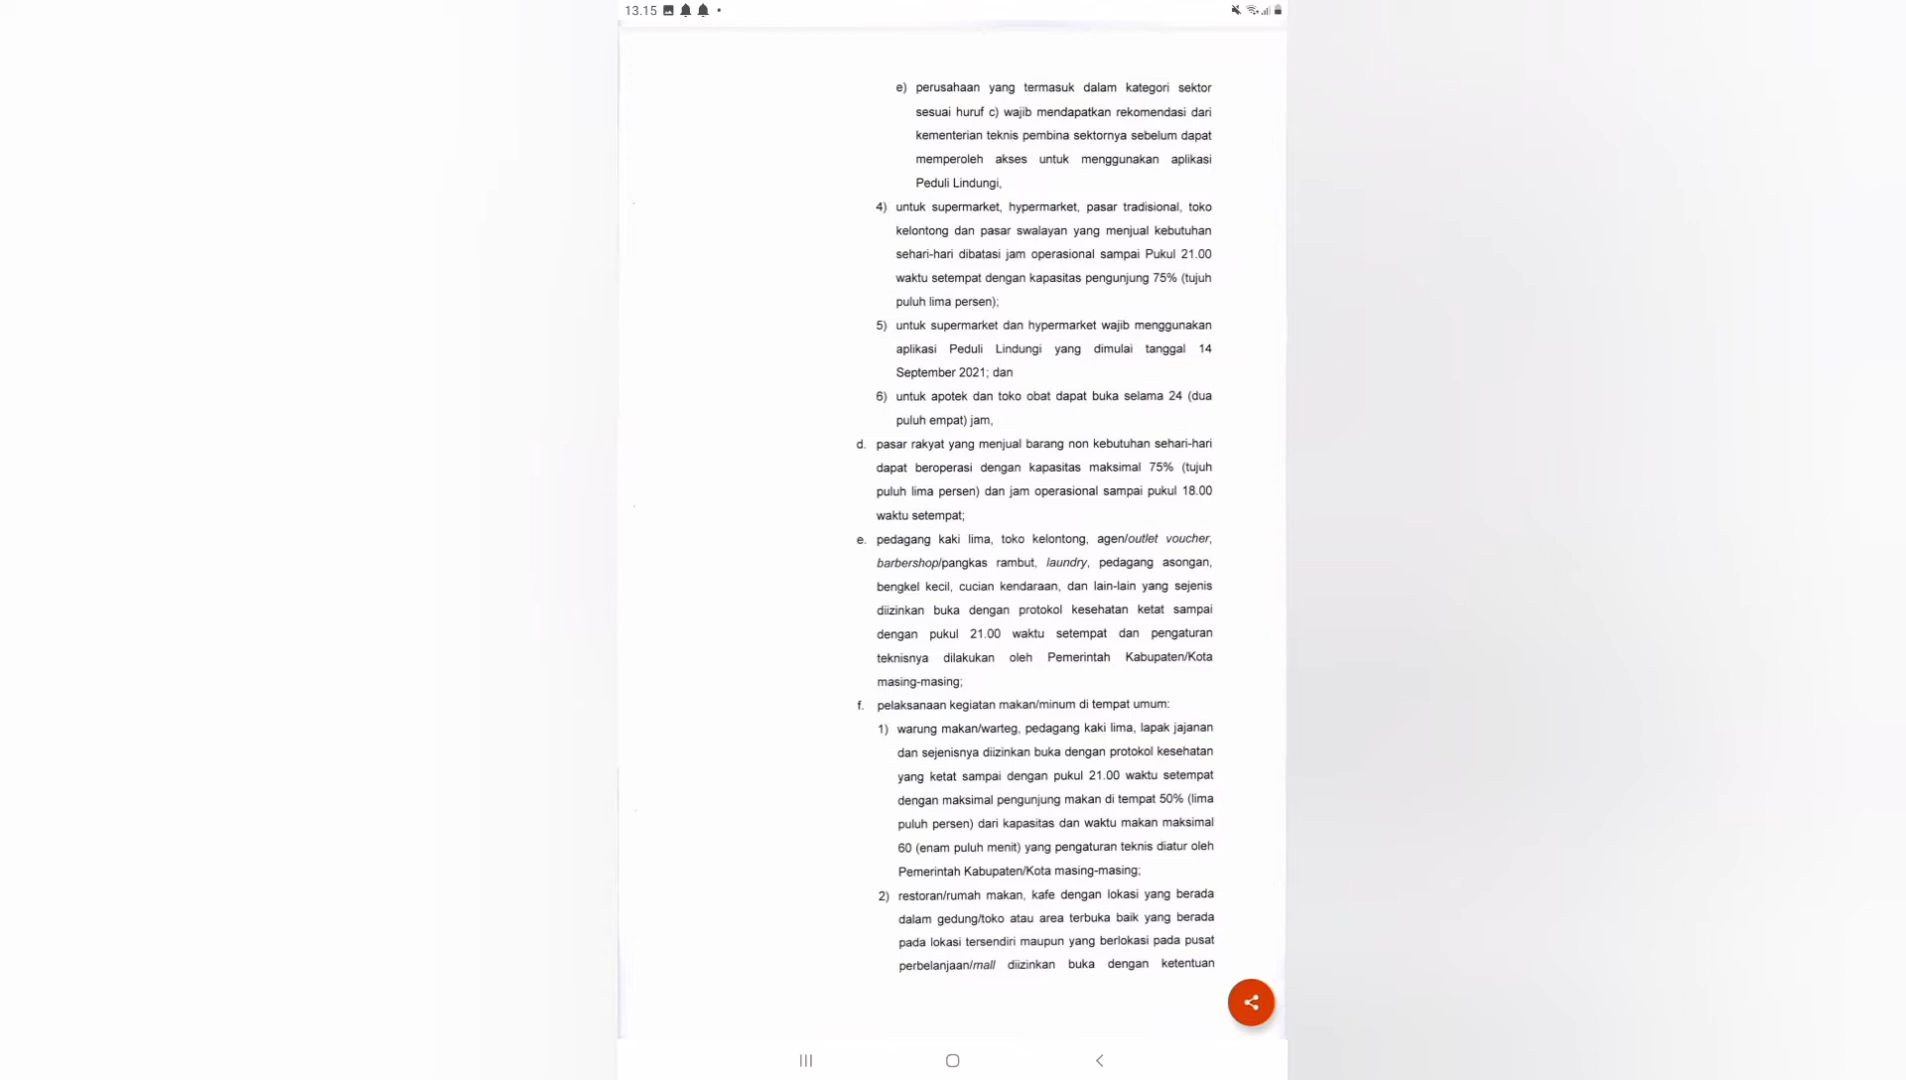 13.15
e) perusahaan yang termasuk dalam kategori sektor
sesuai huruf c) wajib mendapatkan rekomendasi dari
kementerian teknis pembina sektornya sebelum dapat
memperoleh akses untuk menggunakan aplikasi
Peduli Lindungi,
4) untuk supermarket, hypermarket, pasar tradisional, toko
kelontong dan pasar swalayan yang menjual kebutuhan
sehari-hari dibatasi jam operasional sampai Pukul 21.00
waktu setempat dengan kapasitas pengunjung 75% (tujuh
puluh lima persen);
5) untuk supermarket dan hypermarket wajib menggunakan
aplikasi Peduli Lindungi yang dimulai tanggal 14
September 2021; dan
6) untuk apotek dan toko obat dapat buka selama 24 (dua
puluh empat) jam,
d. pasar rakyat yang menjual barang non kebutuhan sehari-hari
dapat beroperasi dengan kapasitas maksimal 75% (tujuh
puluh lima persen) dan jam operasional sampai pukul 18.00
waktu setempat;
e. pedagang kaki lima, toko kelontong, agen/outlet voucher,
barbershop/pangkas rambut, laundry, pedagang asongan,
bengkel kecil, cucian kendaraan, dan lain-lain yang sejenis
diizinkan buka dengan protokol kesehatan ketat sampai
dengan pukul 21.00 waktu setempat dan pengaturan
teknisnya dilakukan oleh Pemerintah Kabupaten/Kota
masing-masing;
f. pelaksanaan kegiatan makan/minum di tempat umum:
1) warung makan/warteg, pedagang kaki lima, lapak jajanan
dan sejenisnya diizinkan buka dengan protokol kesehatan
yang ketat sampai dengan pukul 21.00 waktu setempat
dengan maksimal pengunjung makan di tempat 50% (lima
puluh persen) dari kapasitas dan waktu makan maksimal
60 (enam puluh menit) yang pengaturan teknis diatur oleh
Pemerintah Kabupaten/Kota masing-masing;
2) restoran/rumah makan, kafe dengan lokasi yang berada
dalam gedung/toko atau area terbuka baik yang berada
pada lokasi tersendiri maupun yang berlokasi pada pusat
perbelanjaan/mall diizinkan buka dengan ketentuan